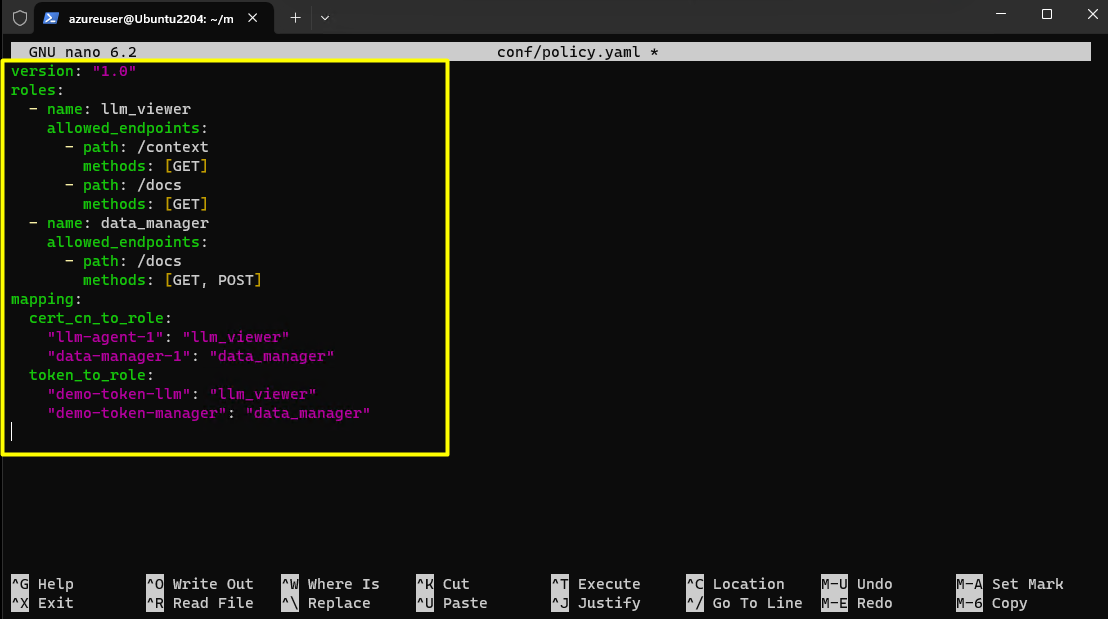 azureuser@Ubuntu2204: ~/m
GNU nano 6.2 conf/policy.yaml *
version: "1.0"
roles:
  - name: llm_viewer
    allowed_endpoints:
      - path: /context
        methods: [GET]
      - path: /docs
        methods: [GET]
  - name: data_manager
    allowed_endpoints:
      - path: /docs
        methods: [GET, POST]
mapping:
  cert_cn_to_role:
    "llm-agent-1": "llm_viewer"
    "data-manager-1": "data_manager"
  token_to_role:
    "demo-token-llm": "llm_viewer"
    "demo-token-manager": "data_manager"
^G Help ^O Write Out ^W Where Is ^K Cut ^T Execute ^C Location M-U Undo M-A Set Mark
^X Exit ^R Read File ^\ Replace ^U Paste ^J Justify ^/ Go To Line M-E Redo M-6 Copy